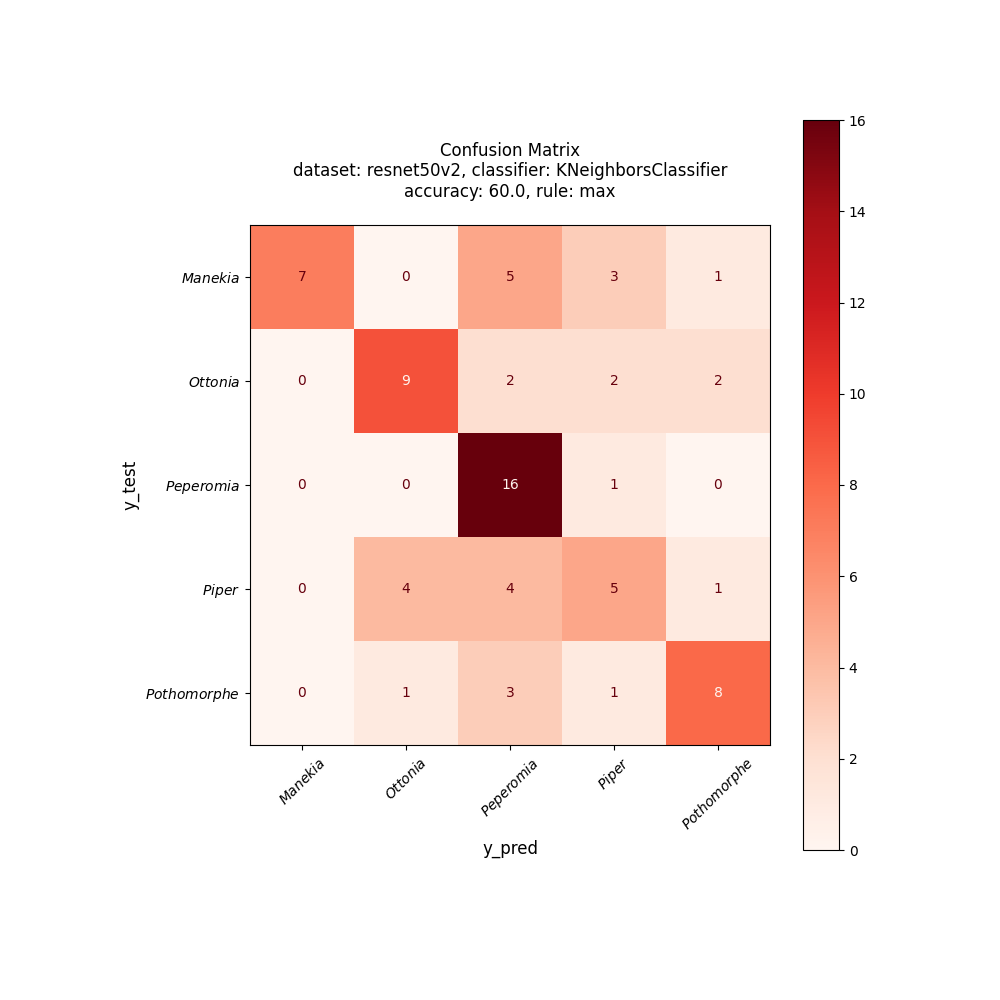 Confusion Matrix
dataset: resnet50v2, classifier: KNeighborsClassifier
accuracy: 60.0, rule: max
Manekia 7 0 5 3 1
Ottonia 0 9 2 2 2
Peperomia 0 0 16 1 0
Piper 0 4 4 5 1
Pothomorphe 0 1 3 1 8
y_test
Manekia Ottonia Peperomia Piper Pothomorphe
y_pred
16
14
12
10
8
6
4
2
0